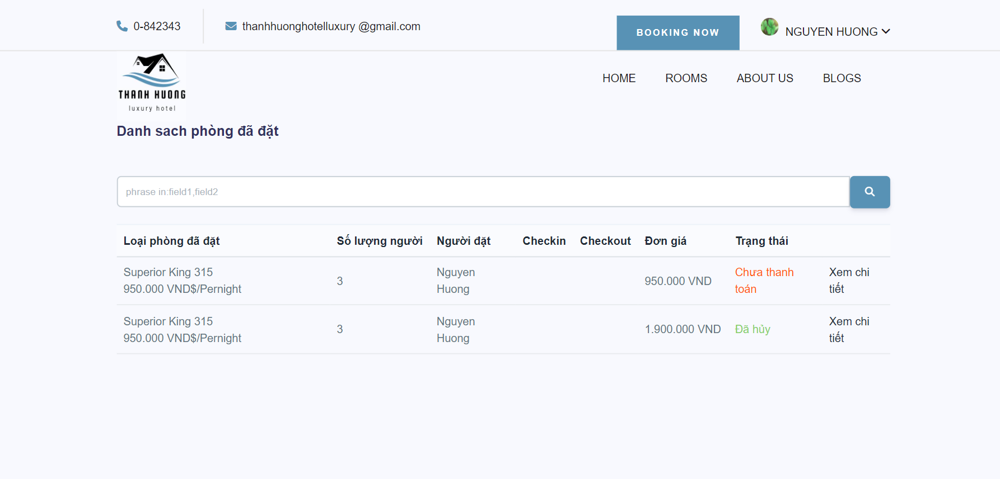 0-842343
thanhhuonghotelluxury @gmail.com
BOOKING NOW
NGUYEN HUONG
THANH HUONG
luxury hotel
HOME
ROOMS
ABOUT US
BLOGS
Danh sach phòng đã đặt
phrase in:field1,field2
Loại phòng đã đặt
Số lượng người
Người đặt
Checkin
Checkout
Đơn giá
Trạng thái
Superior King 315
950.000 VND$/Pernight
3
Nguyen
Huong
950.000 VND
Chưa thanh
toán
Xem chi
tiết
Superior King 315
950.000 VND$/Pernight
3
Nguyen
Huong
1.900.000 VND
Đã hủy
Xem chi
tiết